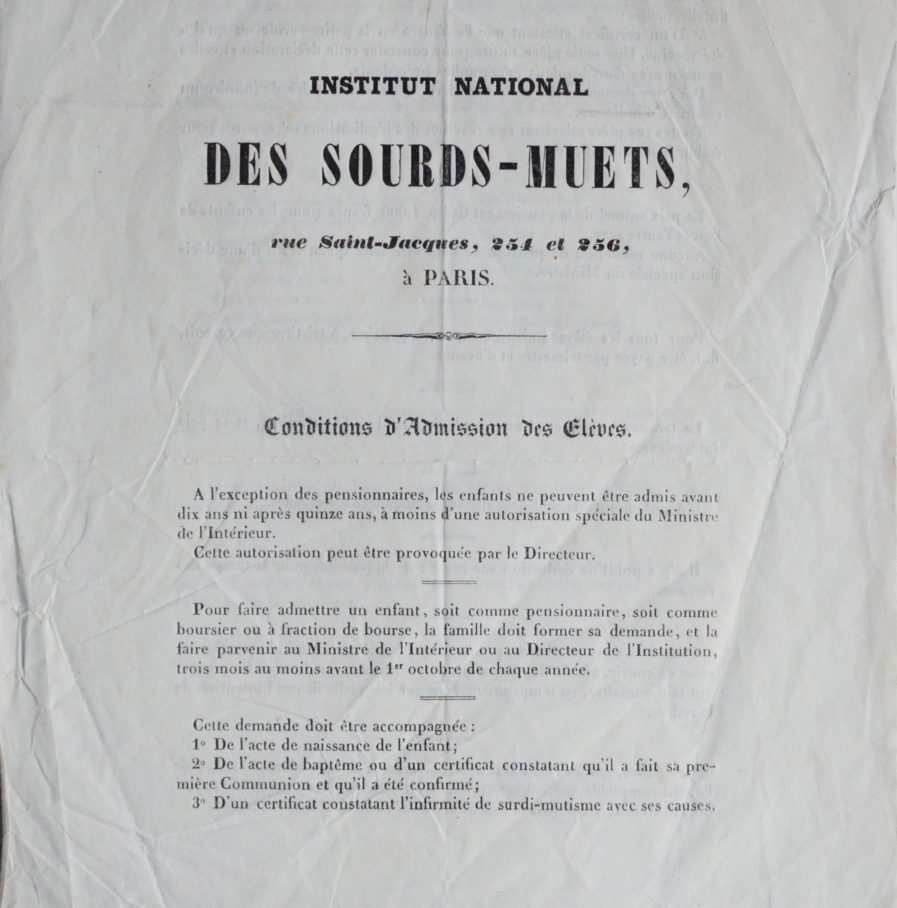 INSTITUT NATIONAL
DES SOURDS-MUETS,
rue Saint-Jacques, 254 et 256,
à PARIS.
Conditions d'Admission des Elèves.
A l'exception des pensionnaires, les enfants ne peuvent être admis avant
dix ans ni après quinze ans, à moins d'une autorisation spéciale du Ministre
de l'Intérieur.
Cette autorisation peut être provoquée par le Directeur.
Pour faire admettre un enfant, soit comme pensionnaire, soit comme
boursier ou à fraction de bourse, la famille doit former sa demande, et la
faire parvenir au Ministre de l'Intérieur ou au Directeur de l'Institution,
trois mois au moins avant le 1er octobre de chaque année.
Cette demande doit être accompagnée :
1º De l'acte de naissance de l'enfant;
2º De l'acte de baptême ou d'un certificat constatant qu'il a fait sa pre-
mière Communion et qu'il a été confirmé;
3º D'un certificat constatant l'infirmité de surdi-mutisme avec ses causes.